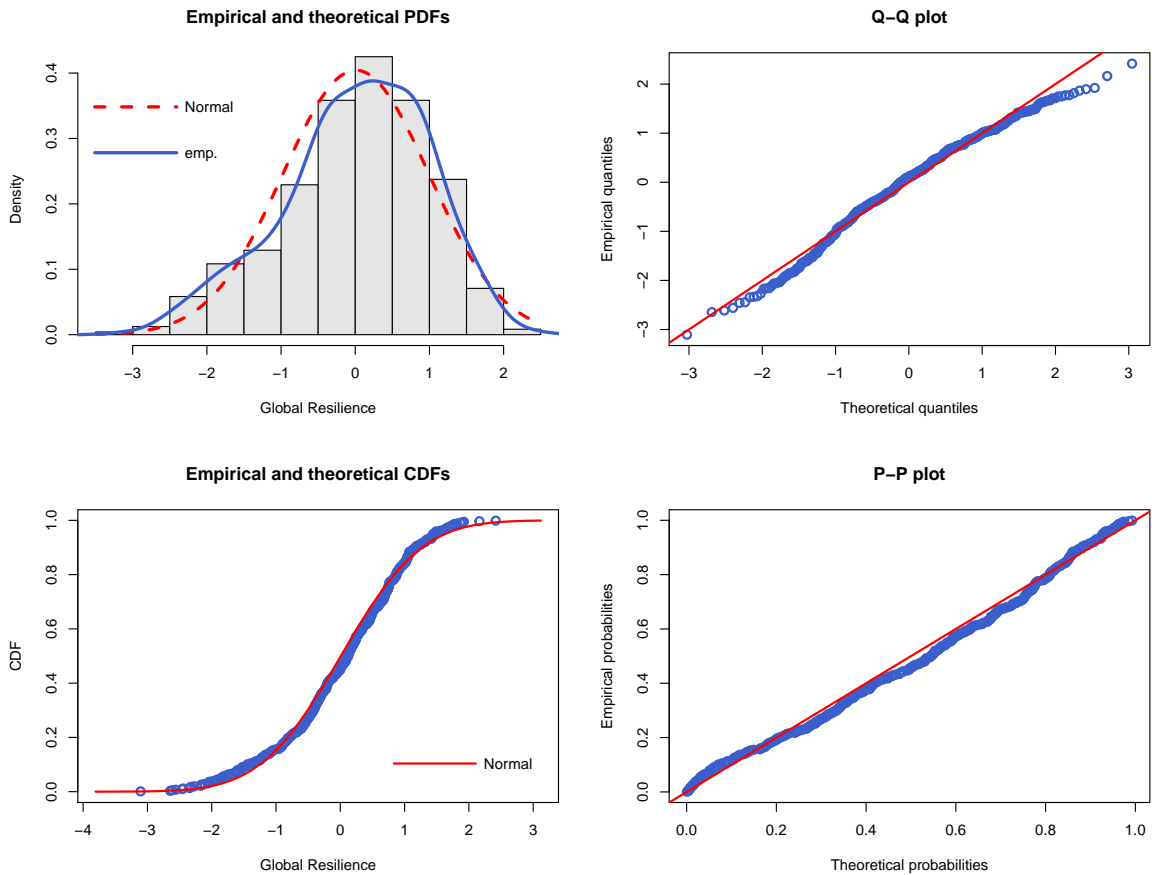 Empirical and theoretical PDFs
Density
0.0 0.1 0.2 0.3 0.4
Normal
emp.
−3 −2 −1 0 1 2
Global Resilience
Q−Q plot
Empirical quantiles
−3 −2 −1 0 1 2
−3 −2 −1 0 1 2 3
Theoretical quantiles
Empirical and theoretical CDFs
CDF
0.0 0.2 0.4 0.6 0.8 1.0
Normal
−4 −3 −2 −1 0 1 2 3
Global Resilience
P−P plot
Empirical probabilities
0.0 0.2 0.4 0.6 0.8 1.0
0.0 0.2 0.4 0.6 0.8 1.0
Theoretical probabilities